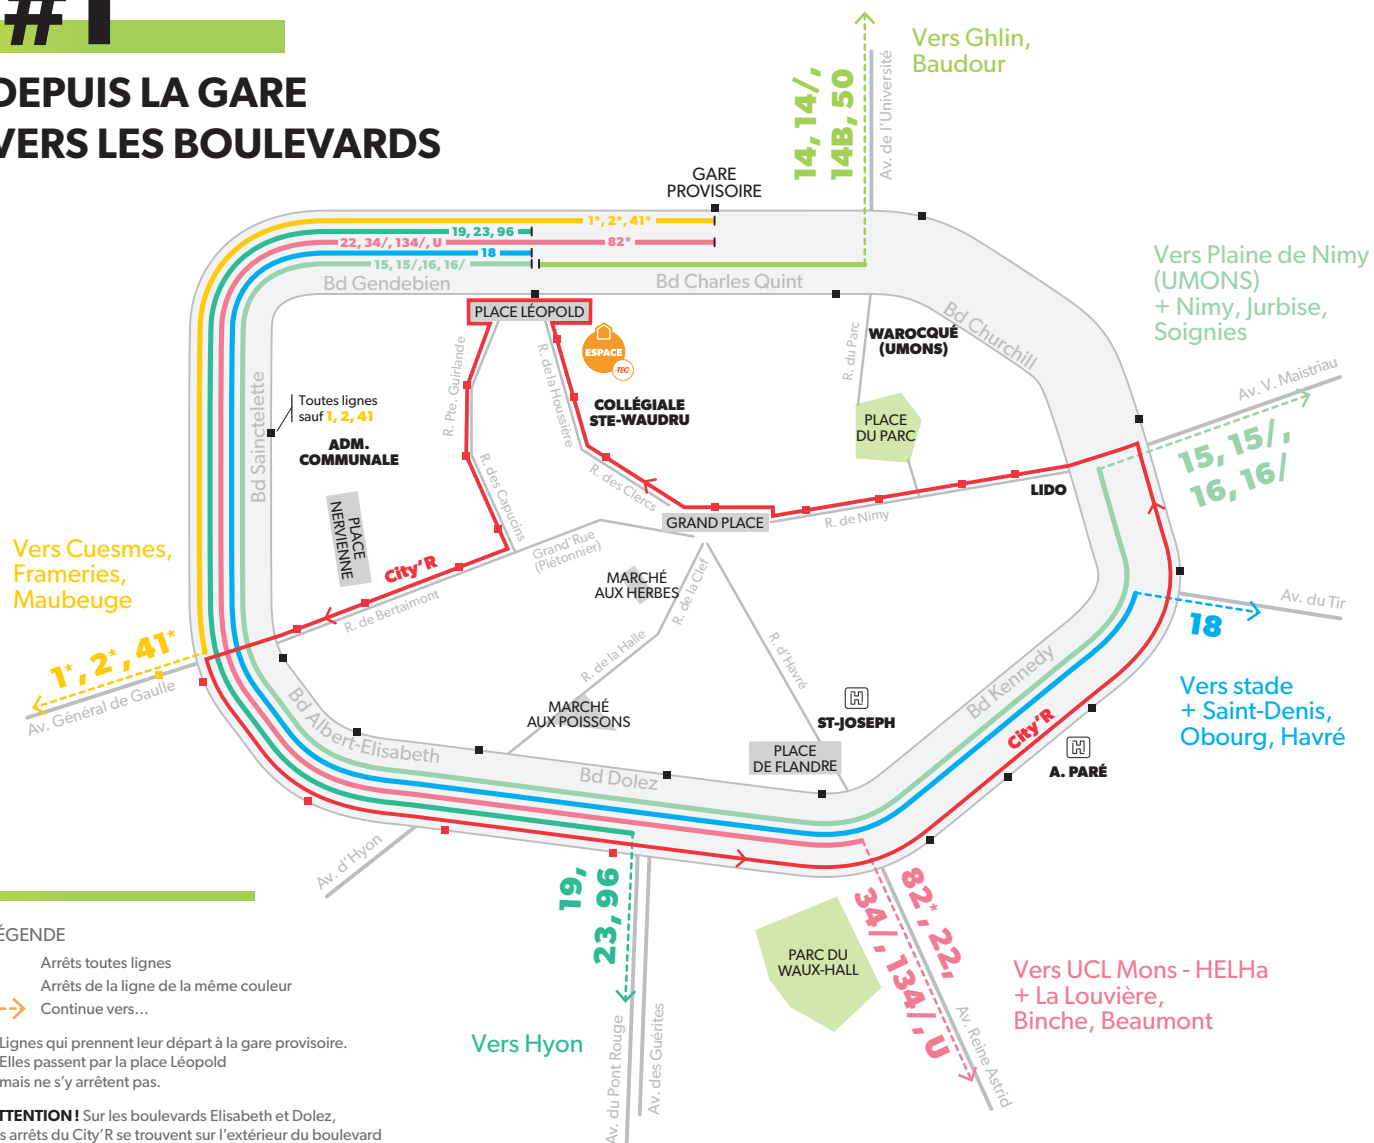 #1
DEPUIS LA GARE
VERS LES BOULEVARDS
Vers Ghlin,
Baudour
14, 14/,
14B, 50
Av. de l'Université
GARE
PROVISOIRE
1*, 2*, 41*
19, 23, 96
22, 34/, 134/, U
82*
18
15, 15/,16, 16/
Bd Gendebien
Bd Charles Quint
Bd Churchill
Vers Plaine de Nimy
(UMONS)
+ Nimy, Jurbise,
Soignies
PLACE LÉOPOLD
ESPACE
TEC
R. Pte. Guirlande
R. de la Houssière
R. du Parc
WAROCQUÉ
(UMONS)
Av. V. Maistriau
Bd Sainctelette
Toutes lignes
sauf 1, 2, 41
ADM.
COMMUNALE
COLLÉGIALE
STE-WAUDRU
PLACE
DU PARC
15, 15/,
16, 16/
R. des Capucins
R. des Clercs
LIDO
PLACE
NERVIENNE
GRAND PLACE
R. de Nimy
Vers Cuesmes,
Frameries,
Maubeuge
City'R
Grand'Rue
(Piétonnier)
MARCHÉ
AUX HERBES
R. de la Clef
R. de Bertaimont
Av. du Tir
18
1*, 2*, 41*
Av. Général de Gaulle
R. de la Halle
R. d'Havré
Bd Kennedy
Vers stade
+ Saint-Denis,
Obourg, Havré
Bd Albert-Elisabeth
MARCHÉ
AUX POISSONS
H
ST-JOSEPH
City'R
H
A. PARÉ
PLACE
DE FLANDRE
Bd Dolez
Av. d'Hyon
19,
23, 96
82*, 22,
34/, 134/, U
PARC DU
WAUX-HALL
Vers UCL Mons - HELHa
+ La Louvière,
Binche, Beaumont
Av. Reine Astrid
Vers Hyon
Av. du Pont Rouge
Av. des Guérites
ÉGENDE
Arrêts toutes lignes
Arrêts de la ligne de la même couleur
Continue vers...
Lignes qui prennent leur départ à la gare provisoire.
Elles passent par la place Léopold
mais ne s'y arrêtent pas.
TTENTION ! Sur les boulevards Elisabeth et Dolez,
s arrêts du City'R se trouvent sur l'extérieur du boulevard